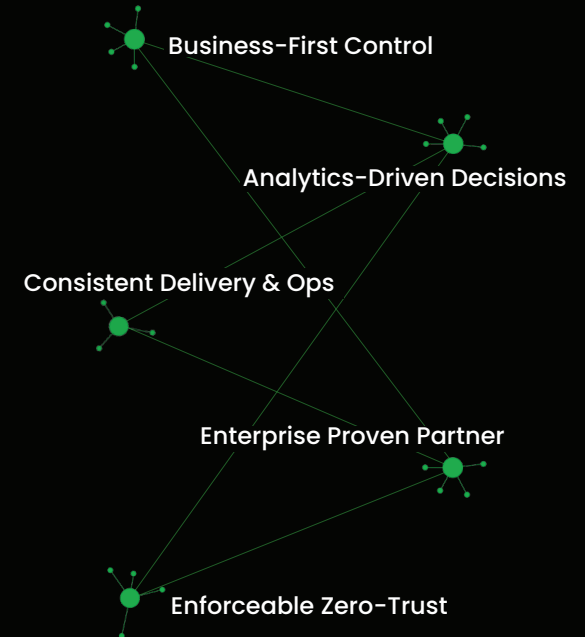 Business-First Control
Analytics-Driven Decisions
Consistent Delivery & Ops
Enterprise Proven Partner
Enforceable Zero-Trust